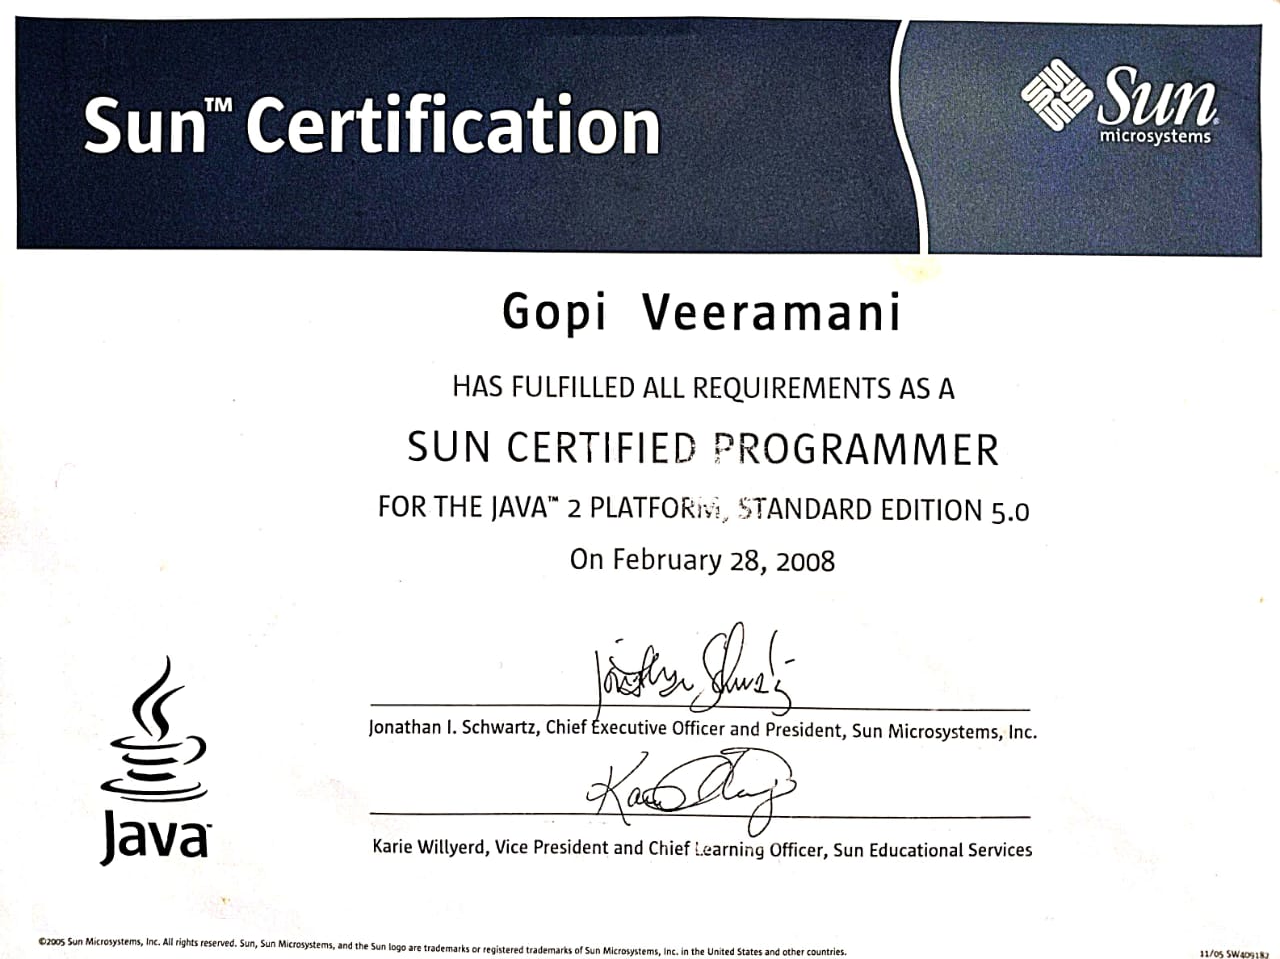 Sun™ Certification
Sun
microsystems
Gopi Veeramani
HAS FULFILLED ALL REQUIREMENTS AS A
SUN CERTIFIED PROGRAMMER
FOR THE JAVA™ 2 PLATFORM, STANDARD EDITION 5.0
On February 28, 2008
Jonathan I. Schwartz, Chief Executive Officer and President, Sun Microsystems, Inc.
Karie Willyerd, Vice President and Chief Learning Officer, Sun Educational Services
Java™
©2005 Sun Microsystems, Inc. All rights reserved. Sun, Sun Microsystems, and the Sun logo are trademarks or registered trademarks of Sun Microsystems, Inc. in the United States and other countries.
11/05 SW409182